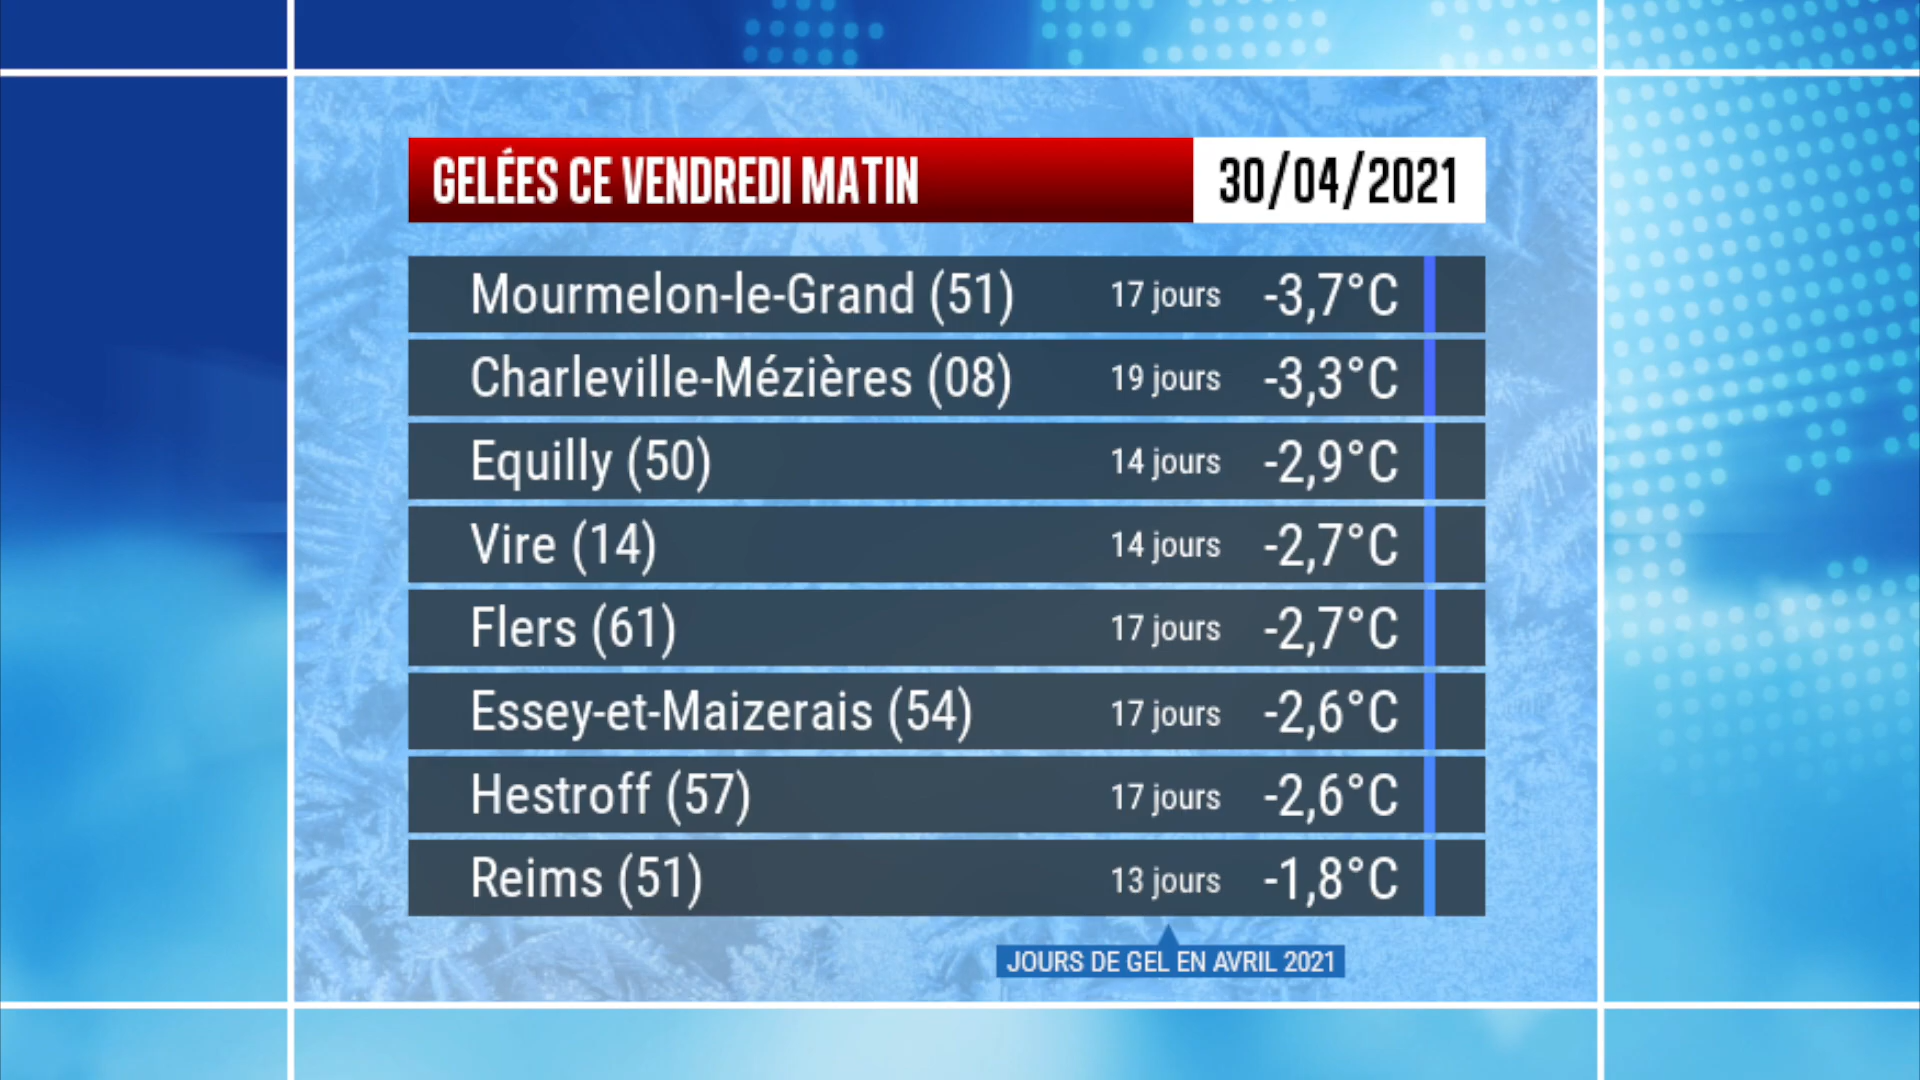 GELÉES CE VENDREDI MATIN 30/04/2021
Mourmelon-le-Grand (51) 17 jours -3,7°C
Charleville-Mézières (08) 19 jours -3,3°C
Equilly (50) 14 jours -2,9°C
Vire (14) 14 jours -2,7°C
Flers (61) 17 jours -2,7°C
Essey-et-Maizerais (54) 17 jours -2,6°C
Hestroff (57) 17 jours -2,6°C
Reims (51) 13 jours -1,8°C
JOURS DE GEL EN AVRIL 2021